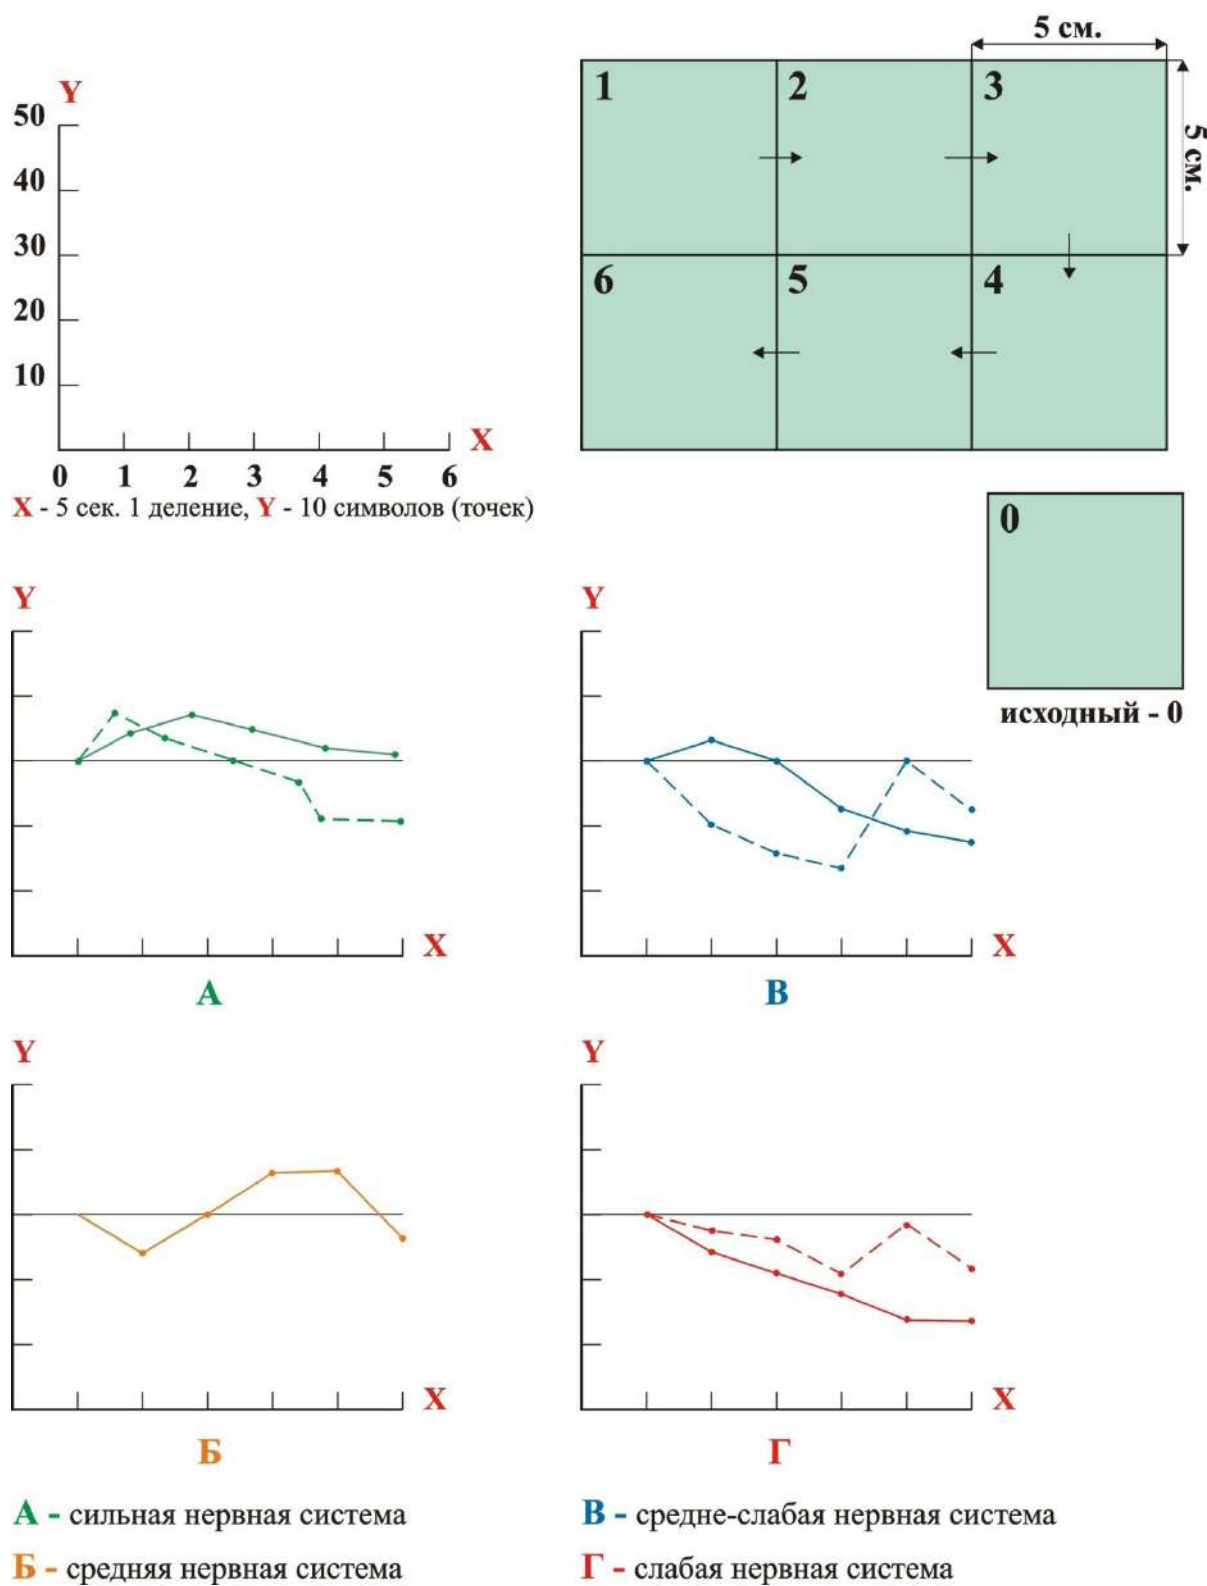 Y
50
40
30
20
10
0 1 2 3 4 5 6
X
X - 5 сек. 1 деление, Y - 10 символов (точек)
5 см.
5 см.
1 2 3
6 5 4
0
исходный - 0
Y
X
А
Y
X
В
Y
X
Б
Y
X
Г
А - сильная нервная система
Б - средняя нервная система
В - средне-слабая нервная система
Г - слабая нервная система